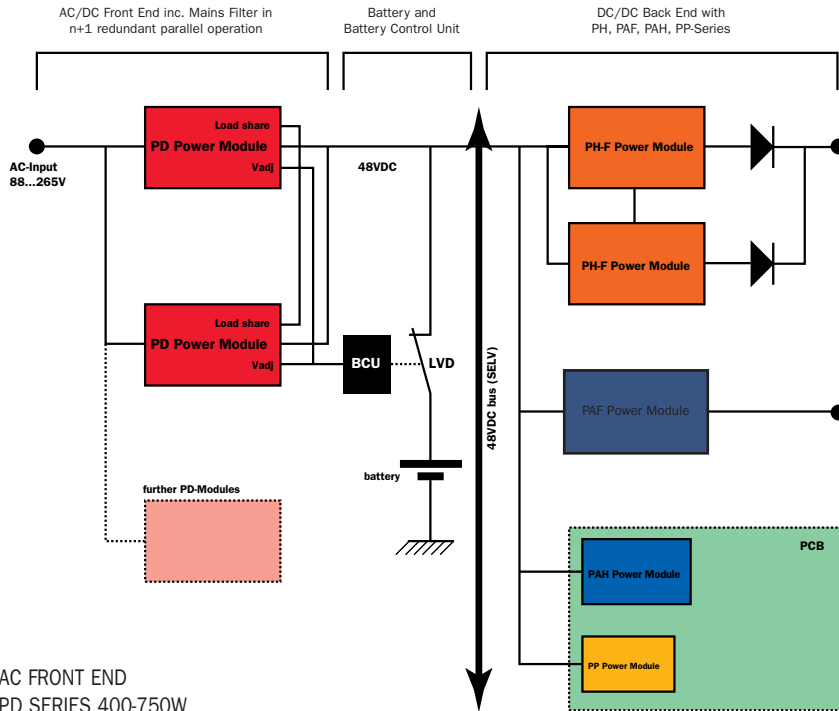 AC/DC Front End inc. Mains Filter in
n+1 redundant parallel operation
Battery and
Battery Control Unit
DC/DC Back End with
PH, PAF, PAH, PP-Series
Load share
PD Power Module
Vadj
AC-Input
88...265V
48VDC
PH-F Power Module
PH-F Power Module
Load share
PD Power Module
Vadj
BCU
LVD
48VDC bus (SELV)
PAF Power Module
battery
further PD-Modules
PCB
PAH Power Module
PP Power Module
AC FRONT END
PD SERIES 400-750W